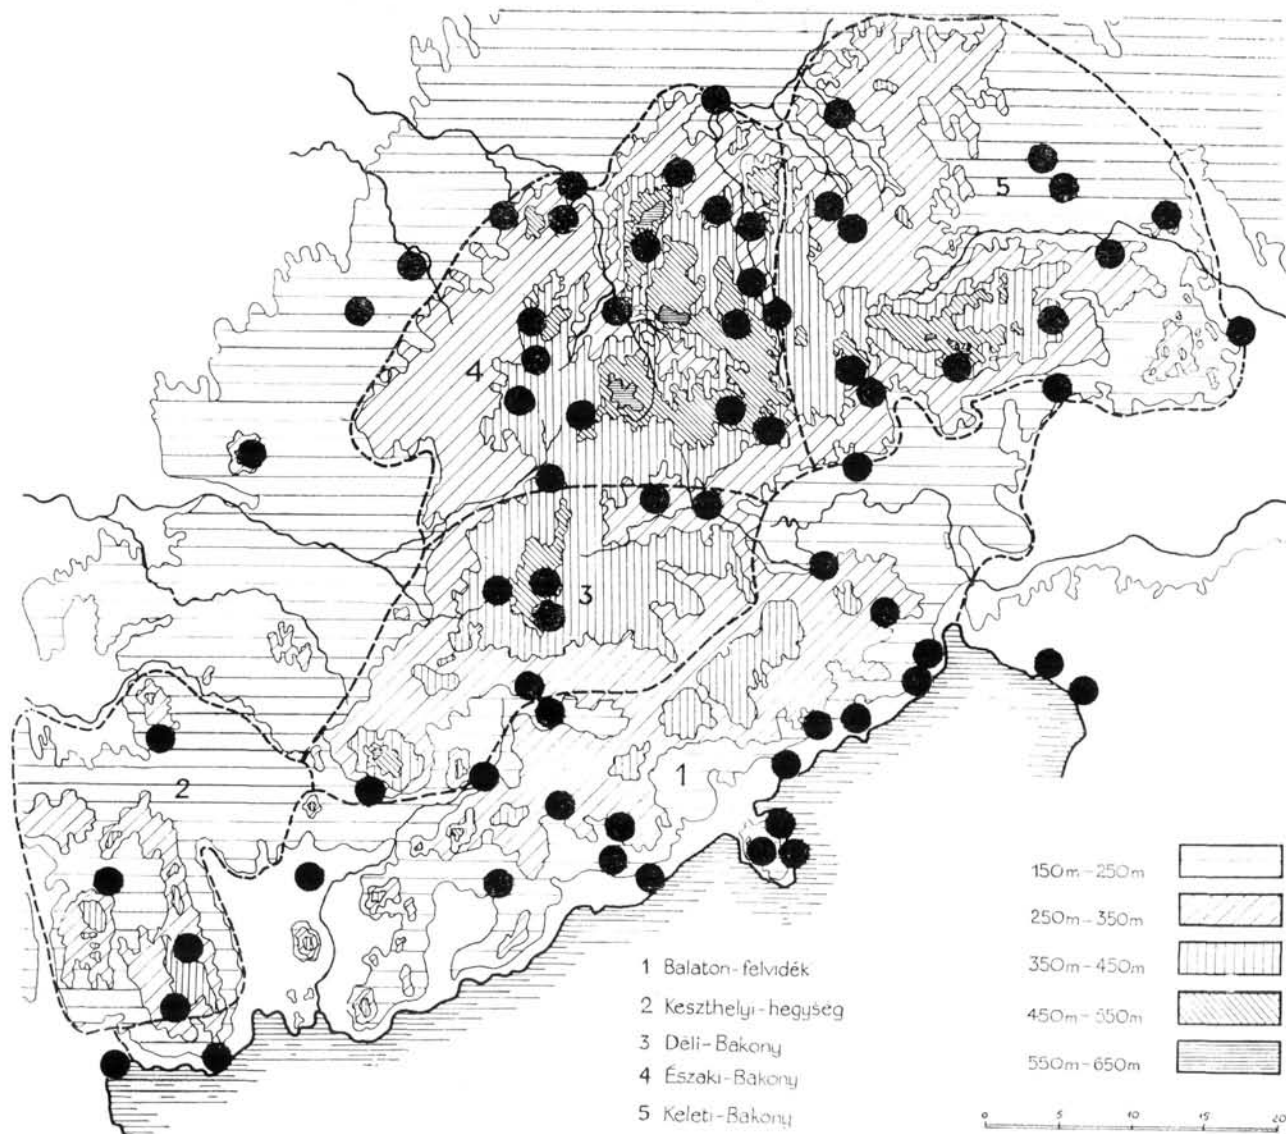 5
4
3
2
1
1 Balaton-felvidék
2 Keszthelyi-hegység
3 Déli-Bakony
4 Északi-Bakony
5 Keleti-Bakony
150m-250m
250m-350m
350m-450m
450m-550m
550m-650m
0 5 10 15 20